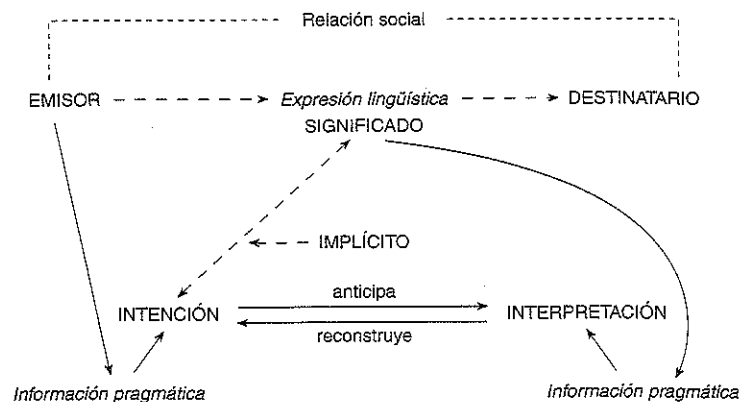 Relación social
EMISOR Expresión lingüística DESTINATARIO
SIGNIFICADO
IMPLÍCITO
anticipa
INTENCIÓN INTERPRETACIÓN
reconstruye
Información pragmática Información pragmática